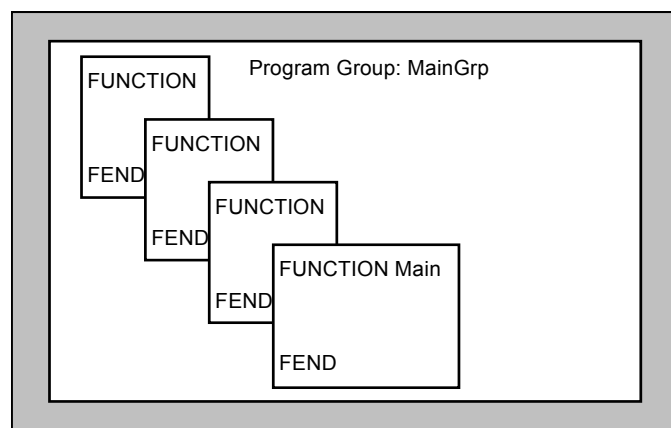 Program Group: MainGrp
FUNCTION
FEND
FUNCTION
FEND
FUNCTION
FEND
FUNCTION Main
FEND